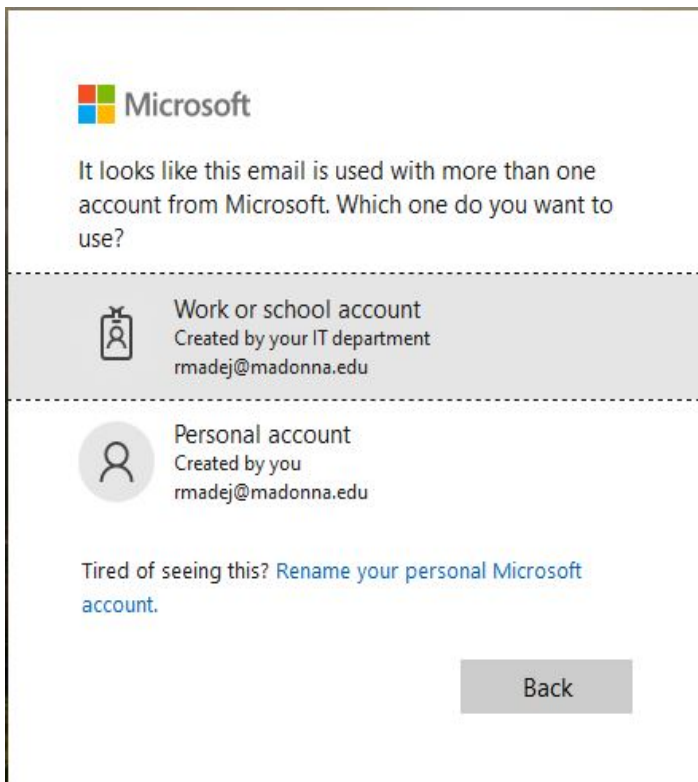 Microsoft
It looks like this email is used with more than one
account from Microsoft. Which one do you want to
use?
Work or school account
Created by your IT department
rmadej@madonna.edu
Personal account
Created by you
rmadej@madonna.edu
Tired of seeing this? Rename your personal Microsoft
account.
Back